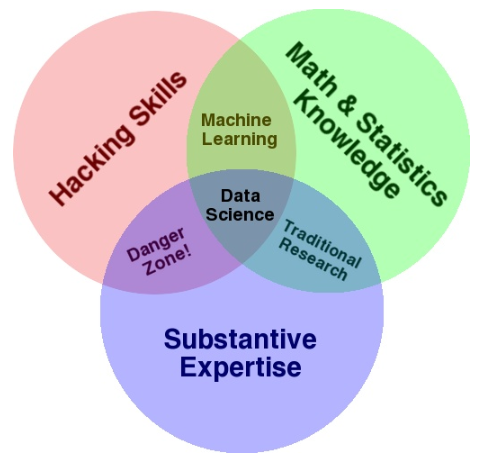 Hacking Skills
Math & Statistics
Knowledge
Machine
Learning
Data
Science
Danger
Zone!
Traditional
Research
Substantive
Expertise